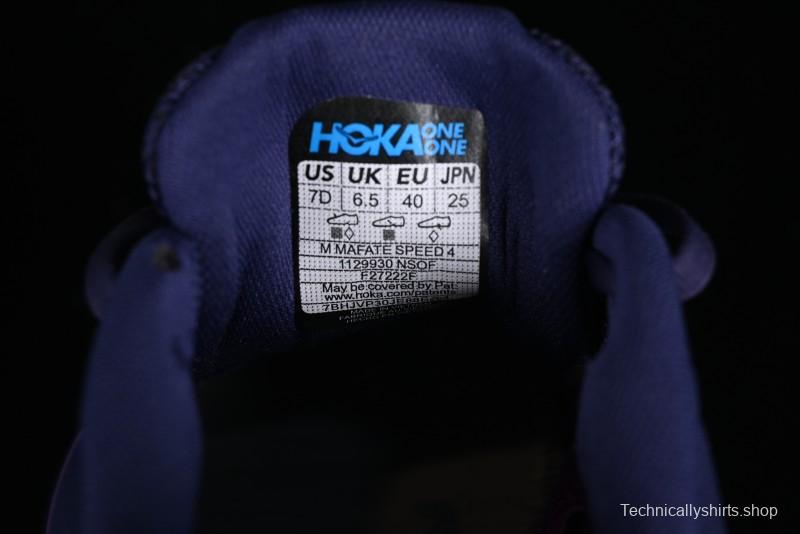 HOKA ONE ONE
US UK EU JPN
7D 6.5 40 25
M MAFATE SPEED 4
1129930 NSOF
F27222F
May be covered by Pat.
www.hoka.com/patents
MADE
Technicallyshirts.shop